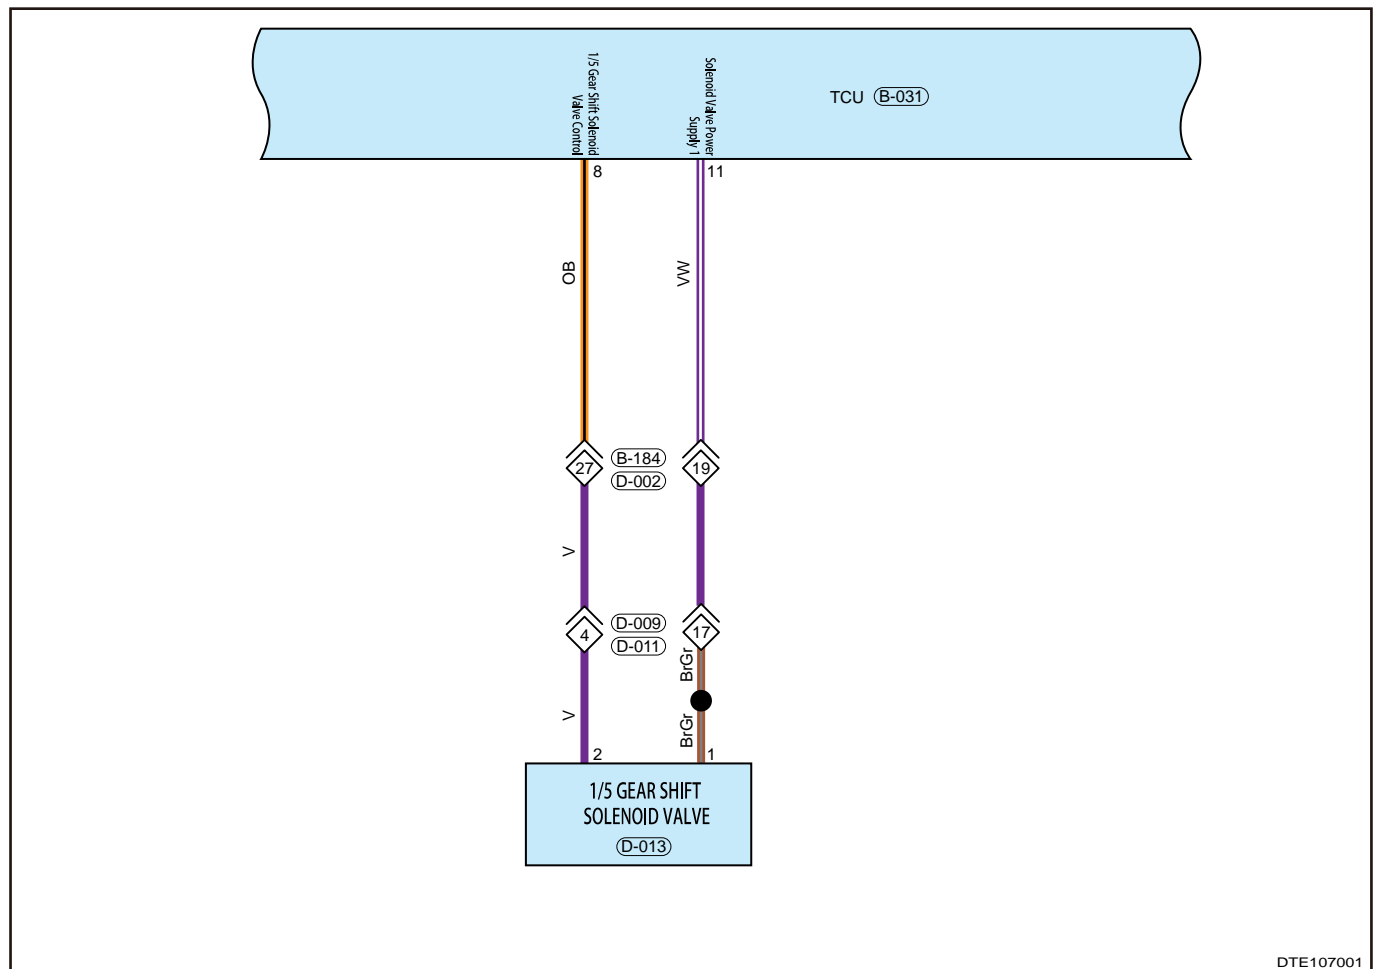 1/5 Gear Shift Solenoid
Valve Control
Solenoid Valve Power
Supply 1
TCU B-031
8
11
OB
VW
27
B-184
D-002
19
V
4
D-009
D-011
17
BrGr
V
BrGr
2
1
1/5 GEAR SHIFT
SOLENOID VALVE
D-013
DTE107001